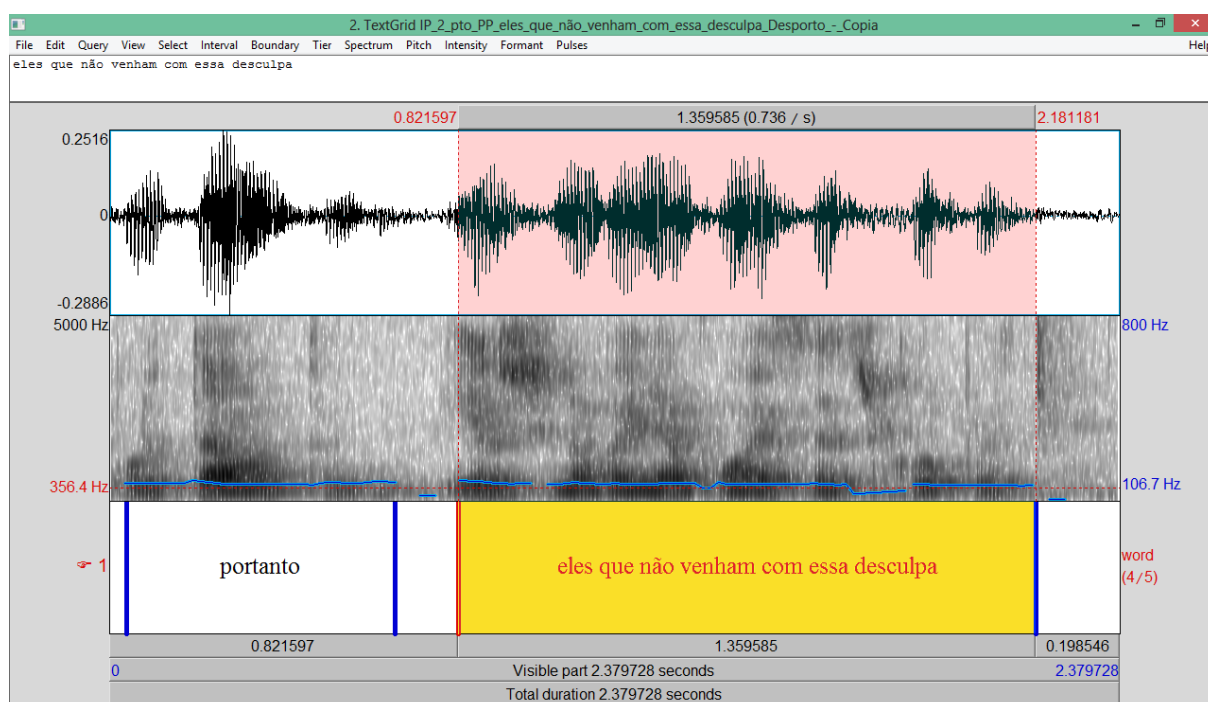 2. TextGrid IP_2_pto_PP_eles_que_não_venham_com_essa_desculpa_Desporto_-_Copia
File Edit Query View Select Interval Boundary Tier Spectrum Pitch Intensity Formant Pulses Help
eles que não venham com essa desculpa
0.821597 1.359585 (0.736 / s) 2.181181
0.2516
0
-0.2886
5000 Hz 800 Hz
356.4 Hz 106.7 Hz
1 portanto eles que não venham com essa desculpa word
(4/5)
0.821597 1.359585 0.198546
0 Visible part 2.379728 seconds 2.379728
Total duration 2.379728 seconds